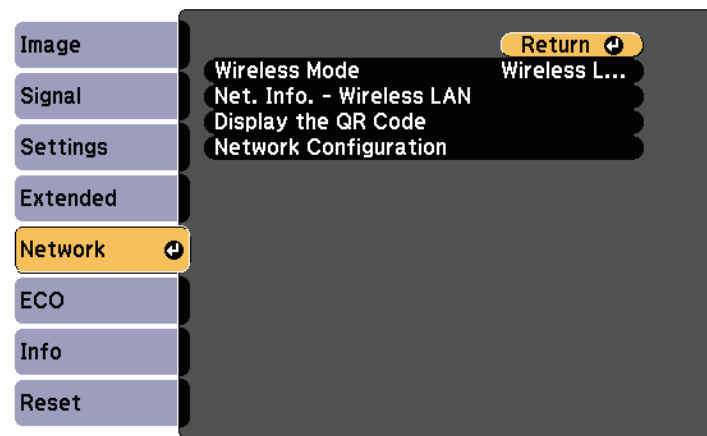 Image
Signal
Settings
Extended
Network
ECO
Info
Reset
Return
Wireless Mode Wireless L...
Net. Info. - Wireless LAN
Display the QR Code
Network Configuration